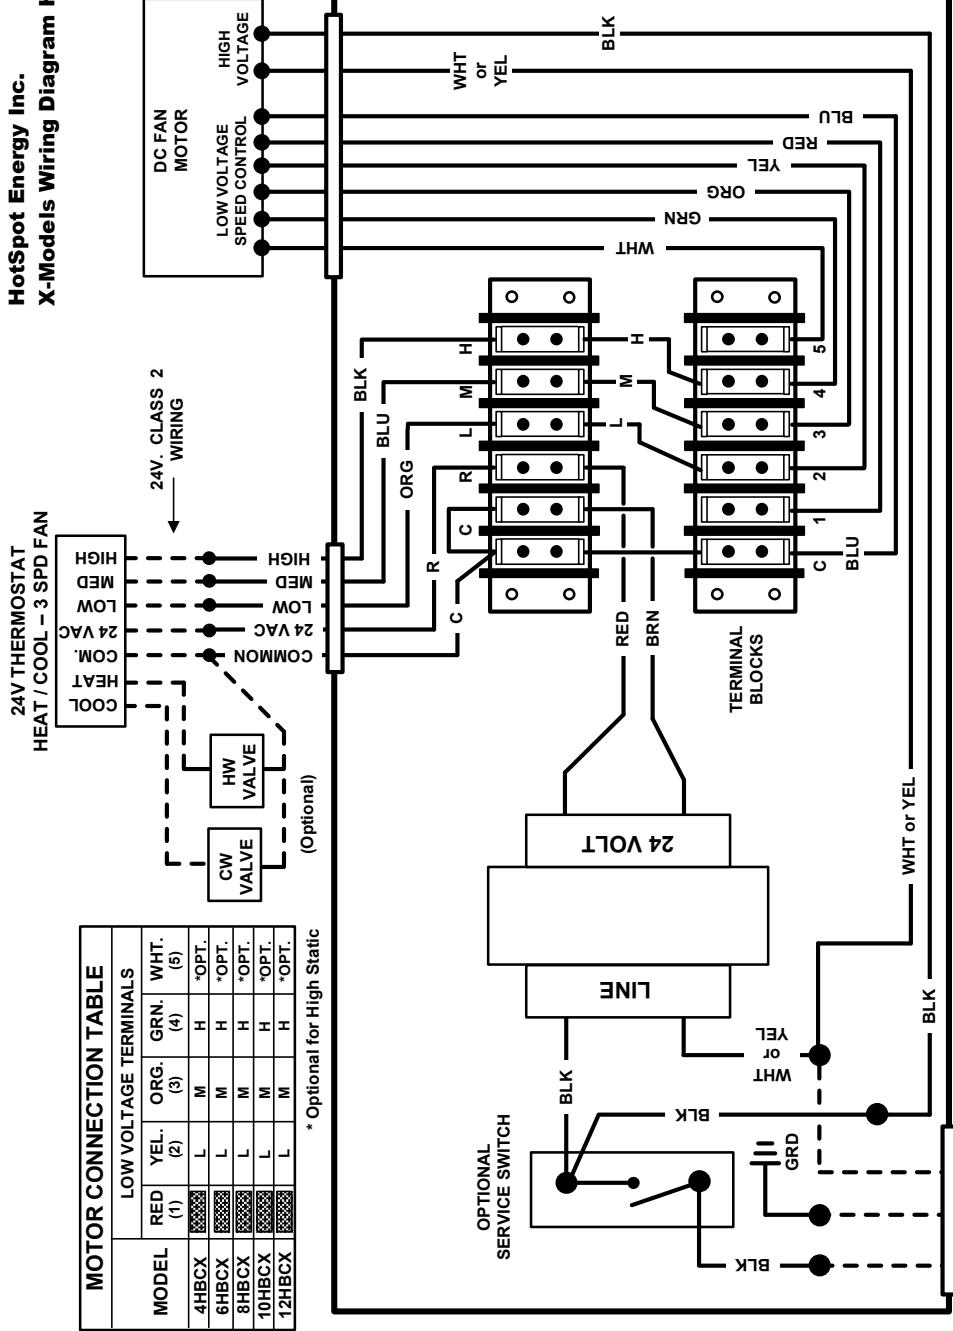 HotSpot Energy Inc.
X-Models Wiring Diagram
DC FAN
MOTOR
HIGH
VOLTAGE
LOW VOLTAGE
SPEED CONTROL
BLK
WHT
or
YEL
BLU
RED
YEL
ORG
GRN
WHT
24V THERMOSTAT
HEAT / COOL – 3 SPD FAN
24V. CLASS 2
WIRING
HIGH
MED
LOW
24 VAC
COM.
HEAT
COOL
HIGH
MED
LOW
24 VAC
COMMON
HW
VALVE
CW
VALVE
(Optional)
BLK
BLU
ORG
R
C
H
M
L
R
C
H
M
L
5
4
3
2
1
C
BLU
RED
BRN
TERMINAL
BLOCKS
24 VOLT
LINE
BLK
WHT
or
YEL
WHT or YEL
BLK
OPTIONAL
SERVICE SWITCH
BLK
BLK
GRD
MOTOR CONNECTION TABLE
MODEL LOW VOLTAGE TERMINALS
RED (1) YEL. (2) ORG. (3) GRN. (4) WHT. (5)
4HBCX L M H *OPT.
6HBCX L M H *OPT.
8HBCX L M H *OPT.
10HBCX L M H *OPT.
12HBCX L M H *OPT.
* Optional for High Static